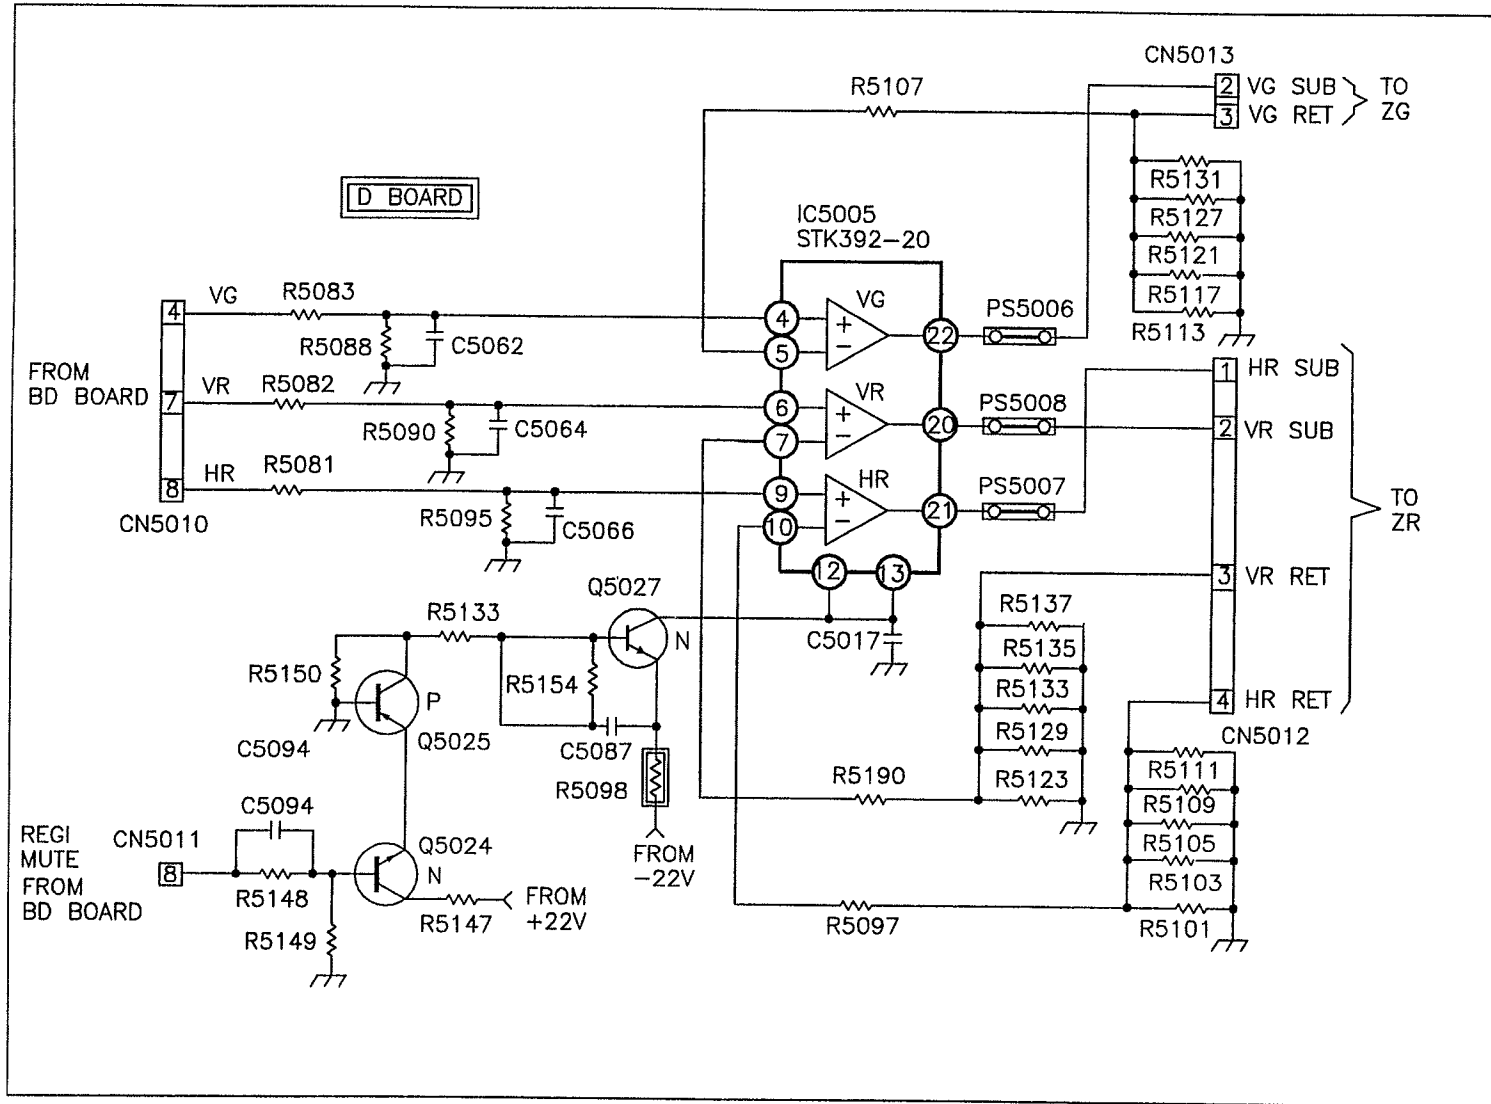 CN5013
R5107
2 VG SUB
TO
3 VG RET
ZG
D BOARD
R5131
R5127
R5121
R5117
R5113
IC5005
STK392-20
4 VG
R5083
R5088
C5062
4
+
VG
5
−
22
PS5006
FROM
BD BOARD
7 VR
R5082
R5090
C5064
6
+
VR
7
−
20
PS5008
8 HR
R5081
R5095
C5066
9
+
HR
10
−
21
PS5007
CN5010
12
13
1 HR SUB
2 VR SUB
TO
ZR
3 VR RET
4 HR RET
CN5012
Q5027
N
C5017
R5133
R5150
R5154
P
Q5025
C5094
C5087
R5098
FROM
-22V
R5137
R5135
R5133
R5129
R5123
R5190
R5111
R5109
R5105
R5103
R5101
R5097
REGI
MUTE
FROM
BD BOARD
CN5011
8
C5094
R5148
R5149
Q5024
N
R5147
FROM
+22V